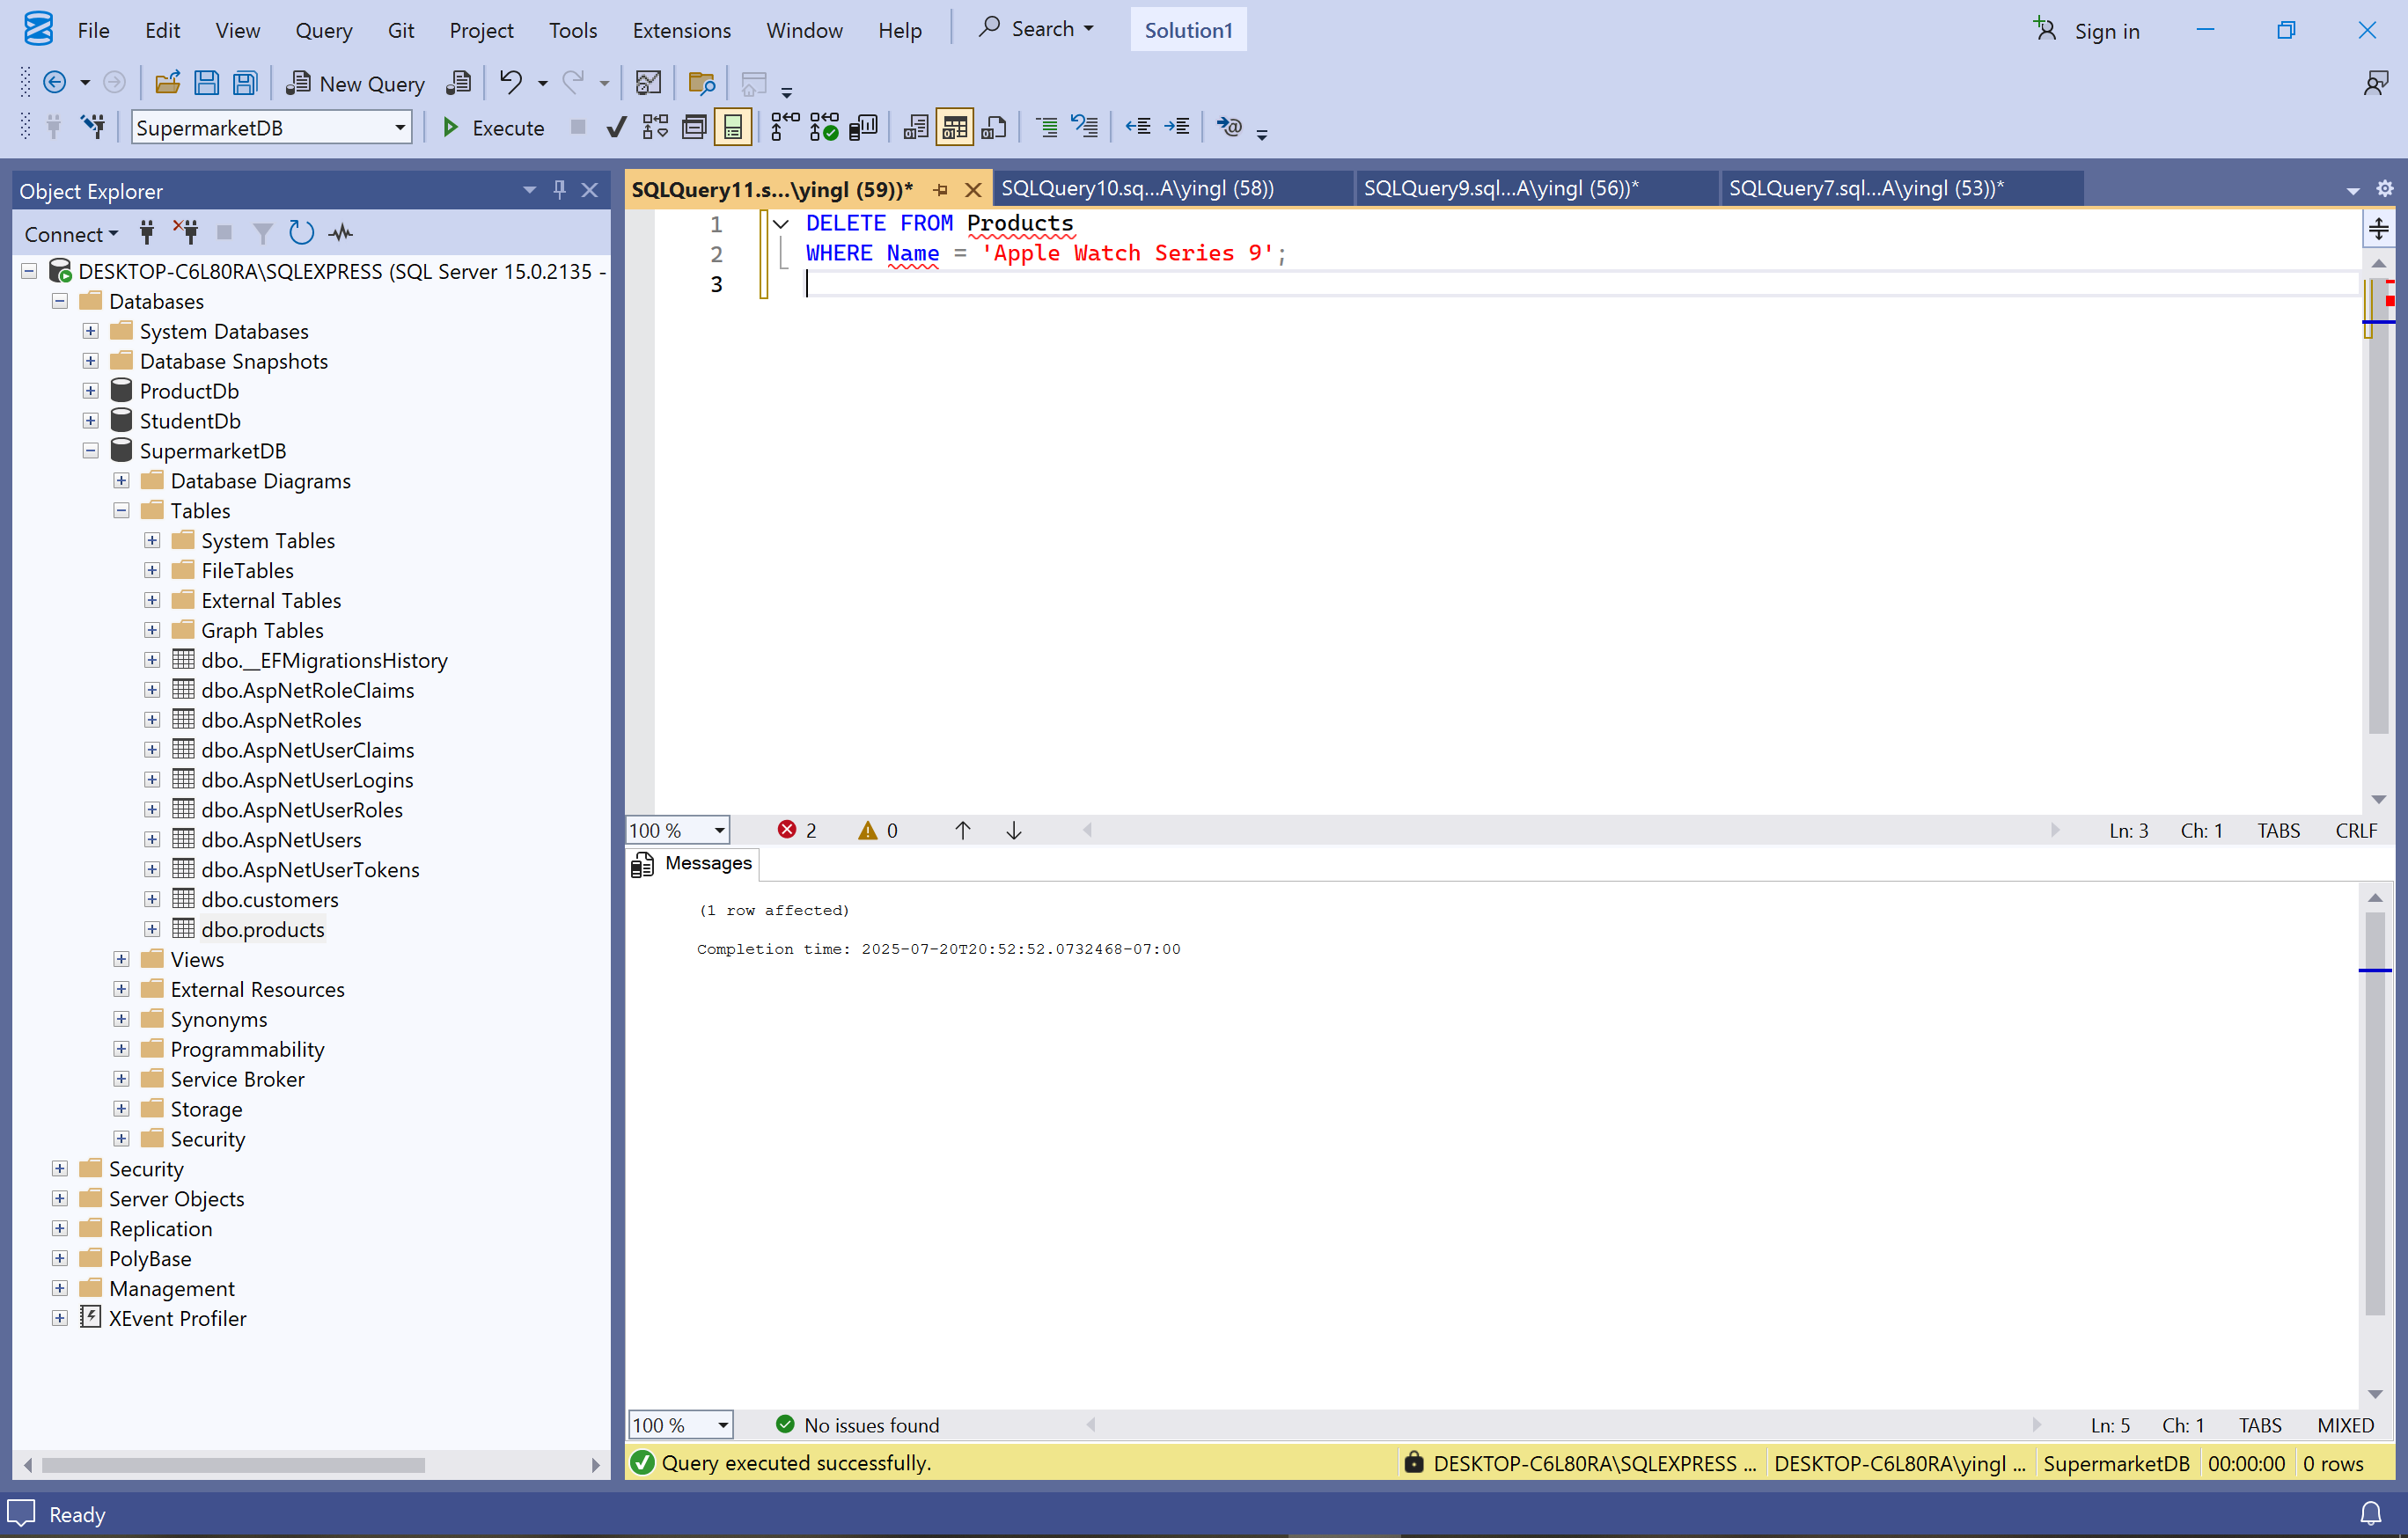 File Edit View Query Git Project Tools Extensions Window Help Search Solution1 Sign in
New Query
SupermarketDB Execute
Object Explorer
Connect
DESKTOP-C6L80RA\SQLEXPRESS (SQL Server 15.0.2135 -
Databases
System Databases
Database Snapshots
ProductDb
StudentDb
SupermarketDB
Database Diagrams
Tables
System Tables
FileTables
External Tables
Graph Tables
dbo.__EFMigrationsHistory
dbo.AspNetRoleClaims
dbo.AspNetRoles
dbo.AspNetUserClaims
dbo.AspNetUserLogins
dbo.AspNetUserRoles
dbo.AspNetUsers
dbo.AspNetUserTokens
dbo.customers
dbo.products
Views
External Resources
Synonyms
Programmability
Service Broker
Storage
Security
Security
Server Objects
Replication
PolyBase
Management
XEvent Profiler
SQLQuery11.s...\yingl (59))* SQLQuery10.sq...A\yingl (58)) SQLQuery9.sql...A\yingl (56))* SQLQuery7.sql...A\yingl (53))*
1 DELETE FROM Products
2 WHERE Name = 'Apple Watch Series 9';
3
100 % 2 0 Ln: 3 Ch: 1 TABS CRLF
Messages
(1 row affected)
Completion time: 2025-07-20T20:52:52.0732468-07:00
100 % No issues found Ln: 5 Ch: 1 TABS MIXED
Query executed successfully. DESKTOP-C6L80RA\SQLEXPRESS ... DESKTOP-C6L80RA\yingl ... SupermarketDB 00:00:00 0 rows
Ready